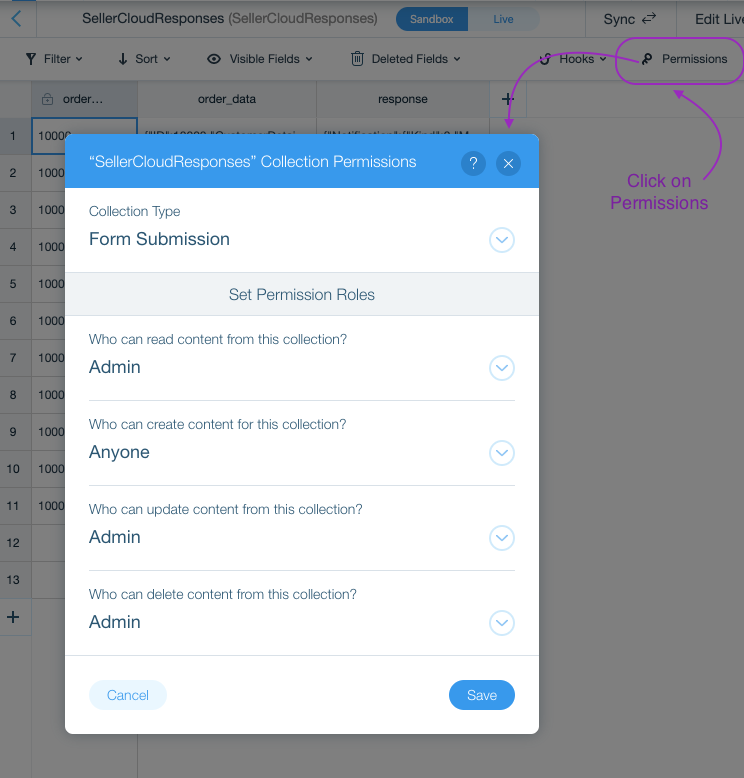 SellerCloudResponses (SellerCloudResponses) Sandbox Live Sync Edit Live
Filter Sort Visible Fields Deleted Fields Hooks Permissions
order... order_data response
1 10000
2 1000
3 1000
4 1000
5 1000
6 1000
7 1000
8 1000
9 1000
10 1000
11 1000
12
13
Click on
Permissions
“SellerCloudResponses” Collection Permissions ?
Collection Type
Form Submission
Set Permission Roles
Who can read content from this collection?
Admin
Who can create content for this collection?
Anyone
Who can update content from this collection?
Admin
Who can delete content from this collection?
Admin
Cancel Save